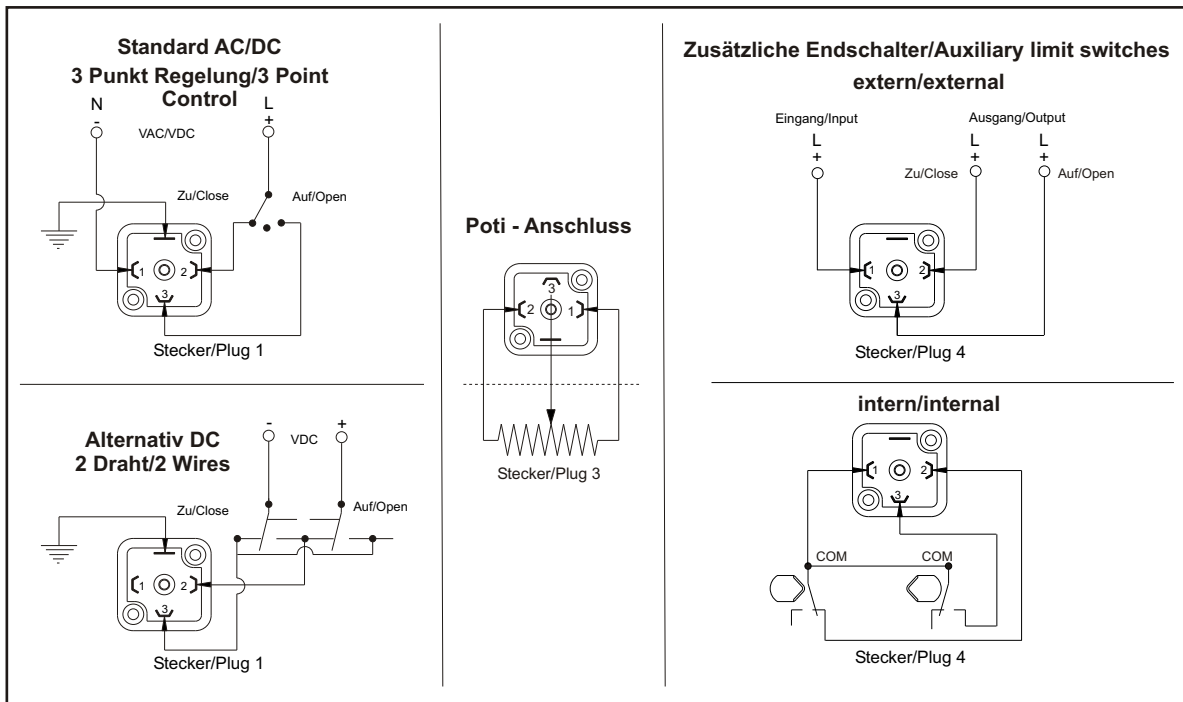 Standard AC/DC
3 Punkt Regelung/3 Point
Control
N
-
VAC/VDC
L
+
Zu/Close
Auf/Open
1
2
3
Stecker/Plug 1
Alternativ DC
2 Draht/2 Wires
-
VDC
+
Zu/Close
Auf/Open
1
2
3
Stecker/Plug 1
Poti - Anschluss
3
2
1
Stecker/Plug 3
Zusätzliche Endschalter/Auxiliary limit switches
extern/external
Eingang/Input
Ausgang/Output
L
+
L
+
L
+
Zu/Close
Auf/Open
1
2
3
Stecker/Plug 4
intern/internal
1
2
3
COM
COM
Stecker/Plug 4